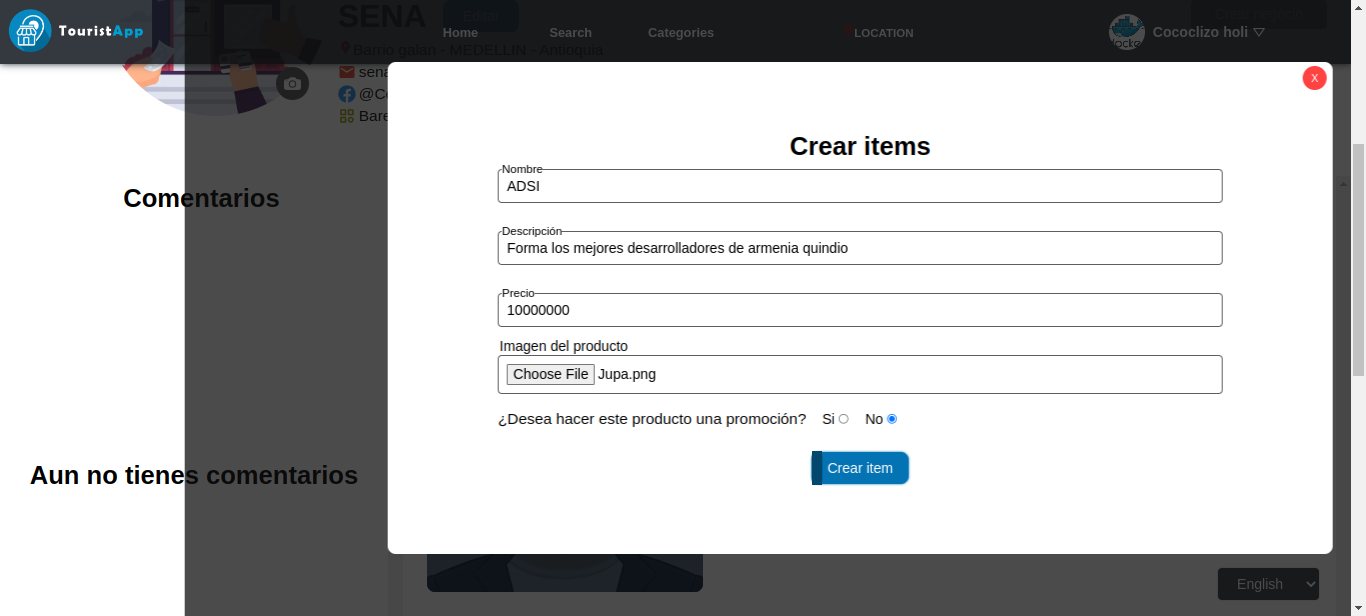 TouristApp
SENA
Editar
Home
Search
Categories
LOCATION
Cococlizo holi ▽
Barrio galan - MEDELLIN - Antioquia
sena
@Co
Bare
X
Crear items
Nombre
ADSI
Descripción
Forma los mejores desarrolladores de armenia quindio
Precio
10000000
Imagen del producto
Choose File Jupa.png
¿Desea hacer este producto una promoción? Si No
Crear item
Comentarios
Aun no tienes comentarios
English